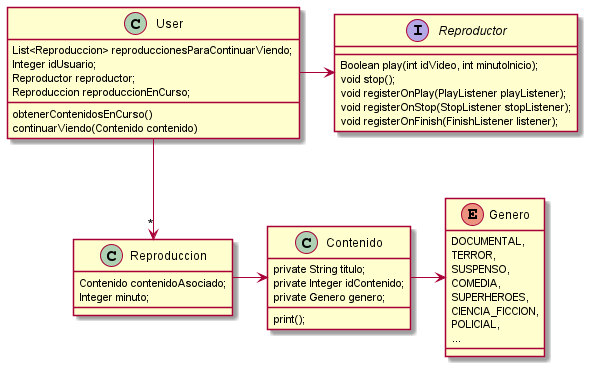 C User
List<Reproduccion> reproduccionesParaContinuarViendo;
Integer idUsuario;
Reproductor reproductor;
Reproduccion reproduccionEnCurso;
obtenerContenidosEnCurso()
continuarViendo(Contenido contenido)
I Reproductor
Boolean play(int idVideo, int minutoInicio);
void stop();
void registerOnPlay(PlayListener playListener);
void registerOnStop(StopListener stopListener);
void registerOnFinish(FinishListener listener);
*
C Reproduccion
Contenido contenidoAsociado;
Integer minuto;
C Contenido
private String titulo;
private Integer idContenido;
private Genero genero;
print();
E Genero
DOCUMENTAL,
TERROR,
SUSPENSO,
COMEDIA,
SUPERHEROES,
CIENCIA_FICCION,
POLICIAL,
...